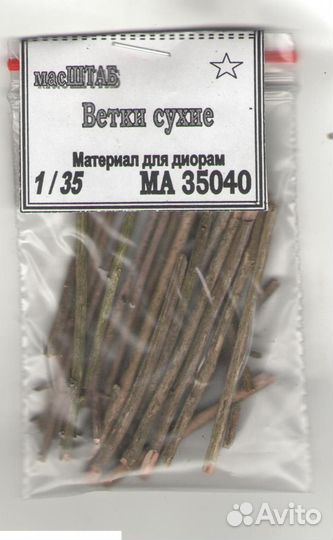 масШТАБ
Ветки сухие
Материал для диорам
1/35 МА 35040
Avito